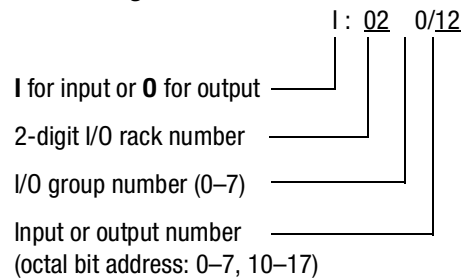 I : 02 0/12
I for input or O for output
2-digit I/O rack number
I/O group number (0–7)
Input or output number
(octal bit address: 0–7, 10–17)